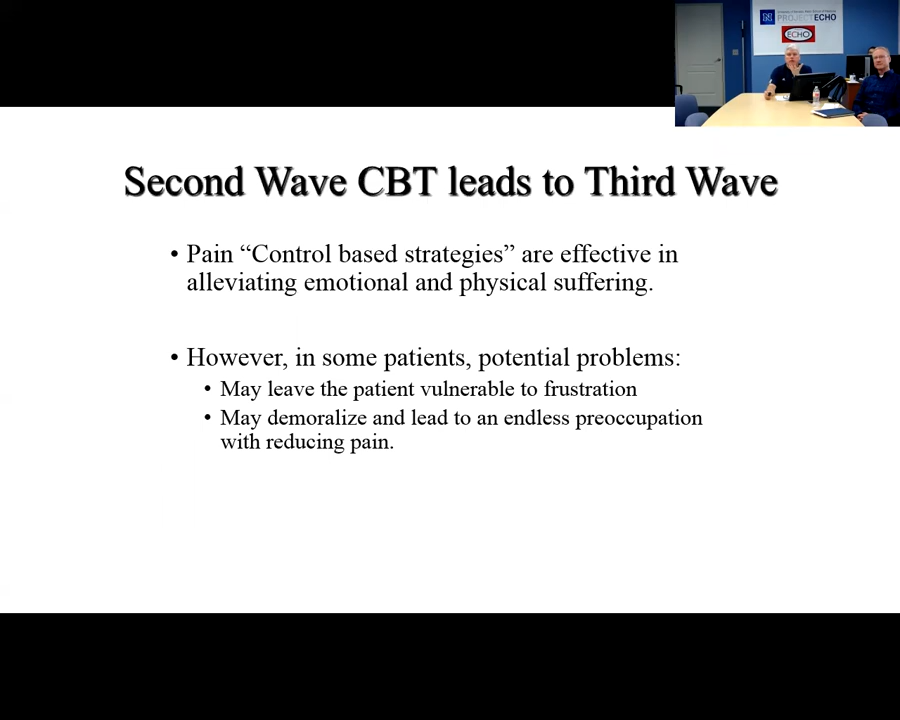 PROJECT ECHO
ECHO
Second Wave CBT leads to Third Wave
• Pain “Control based strategies” are effective in
alleviating emotional and physical suffering.
• However, in some patients, potential problems:
• May leave the patient vulnerable to frustration
• May demoralize and lead to an endless preoccupation
with reducing pain.